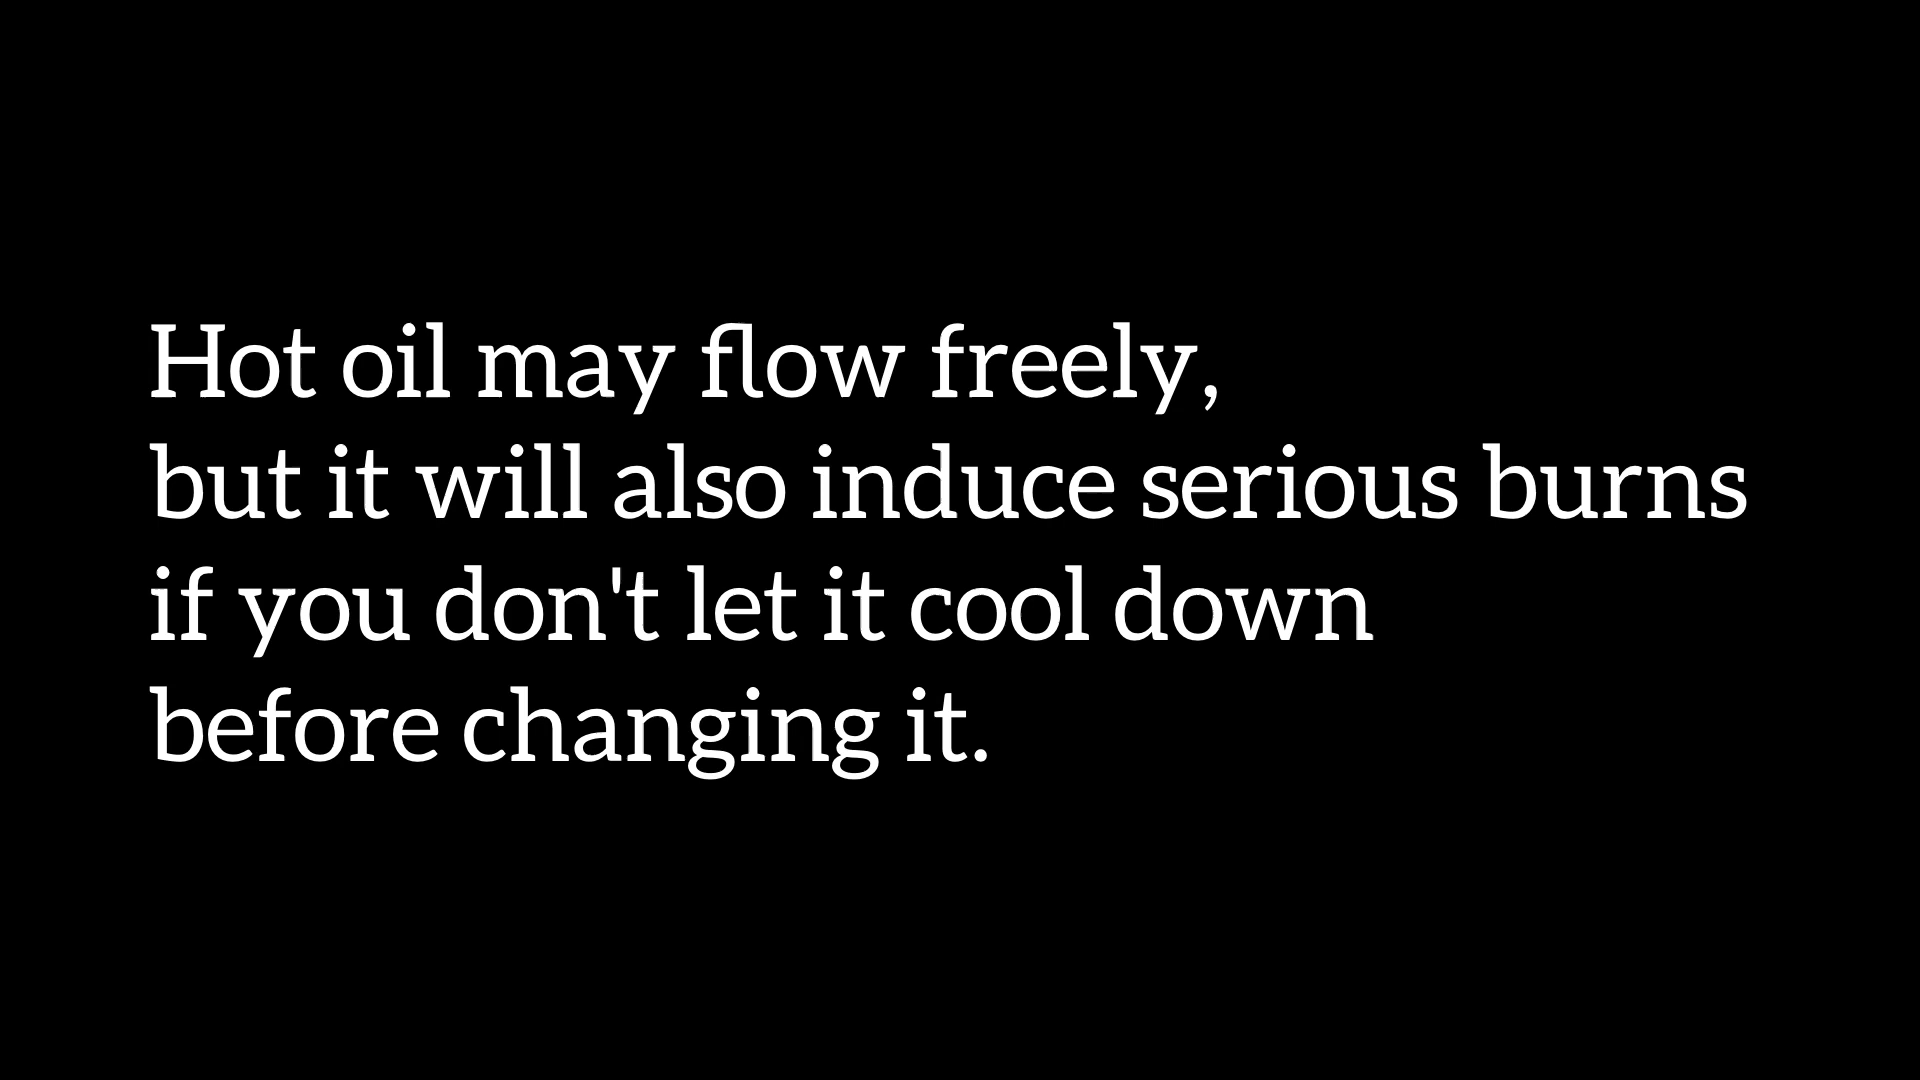 Hot oil may flow freely,
but it will also induce serious burns
if you don't let it cool down
before changing it.